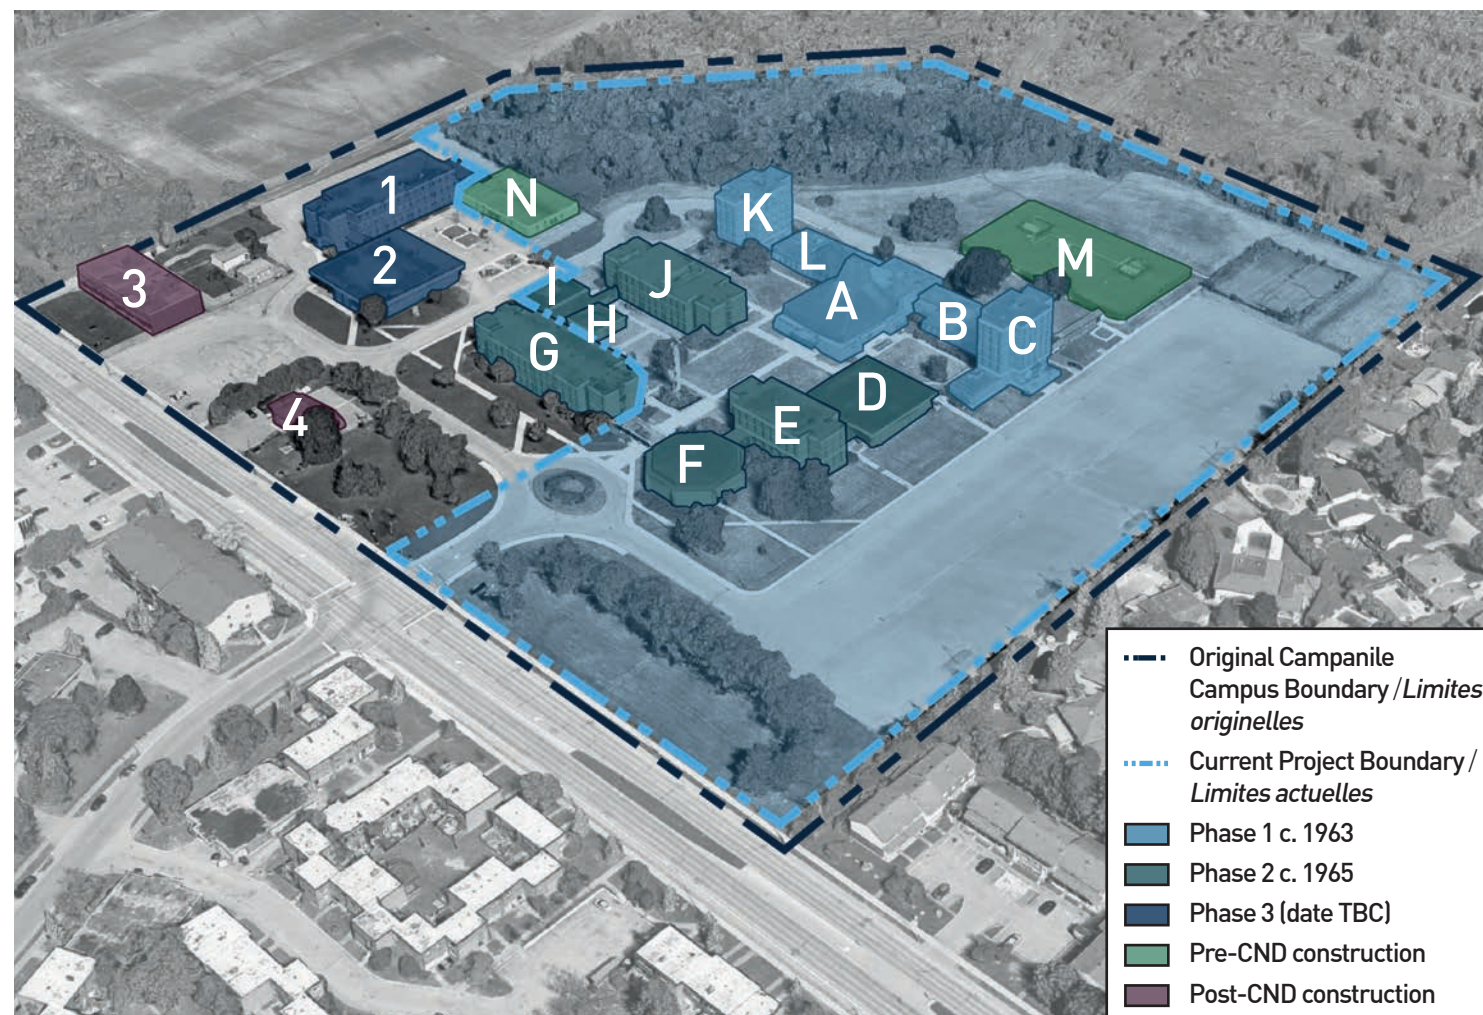 1
N
K
2
3
I
J
L
A
M
H
B
C
G
D
4
E
F
Original Campanile
Campus Boundary / Limites
originelles
Current Project Boundary /
Limites actuelles
Phase 1 c. 1963
Phase 2 c. 1965
Phase 3 (date TBC)
Pre-CND construction
Post-CND construction